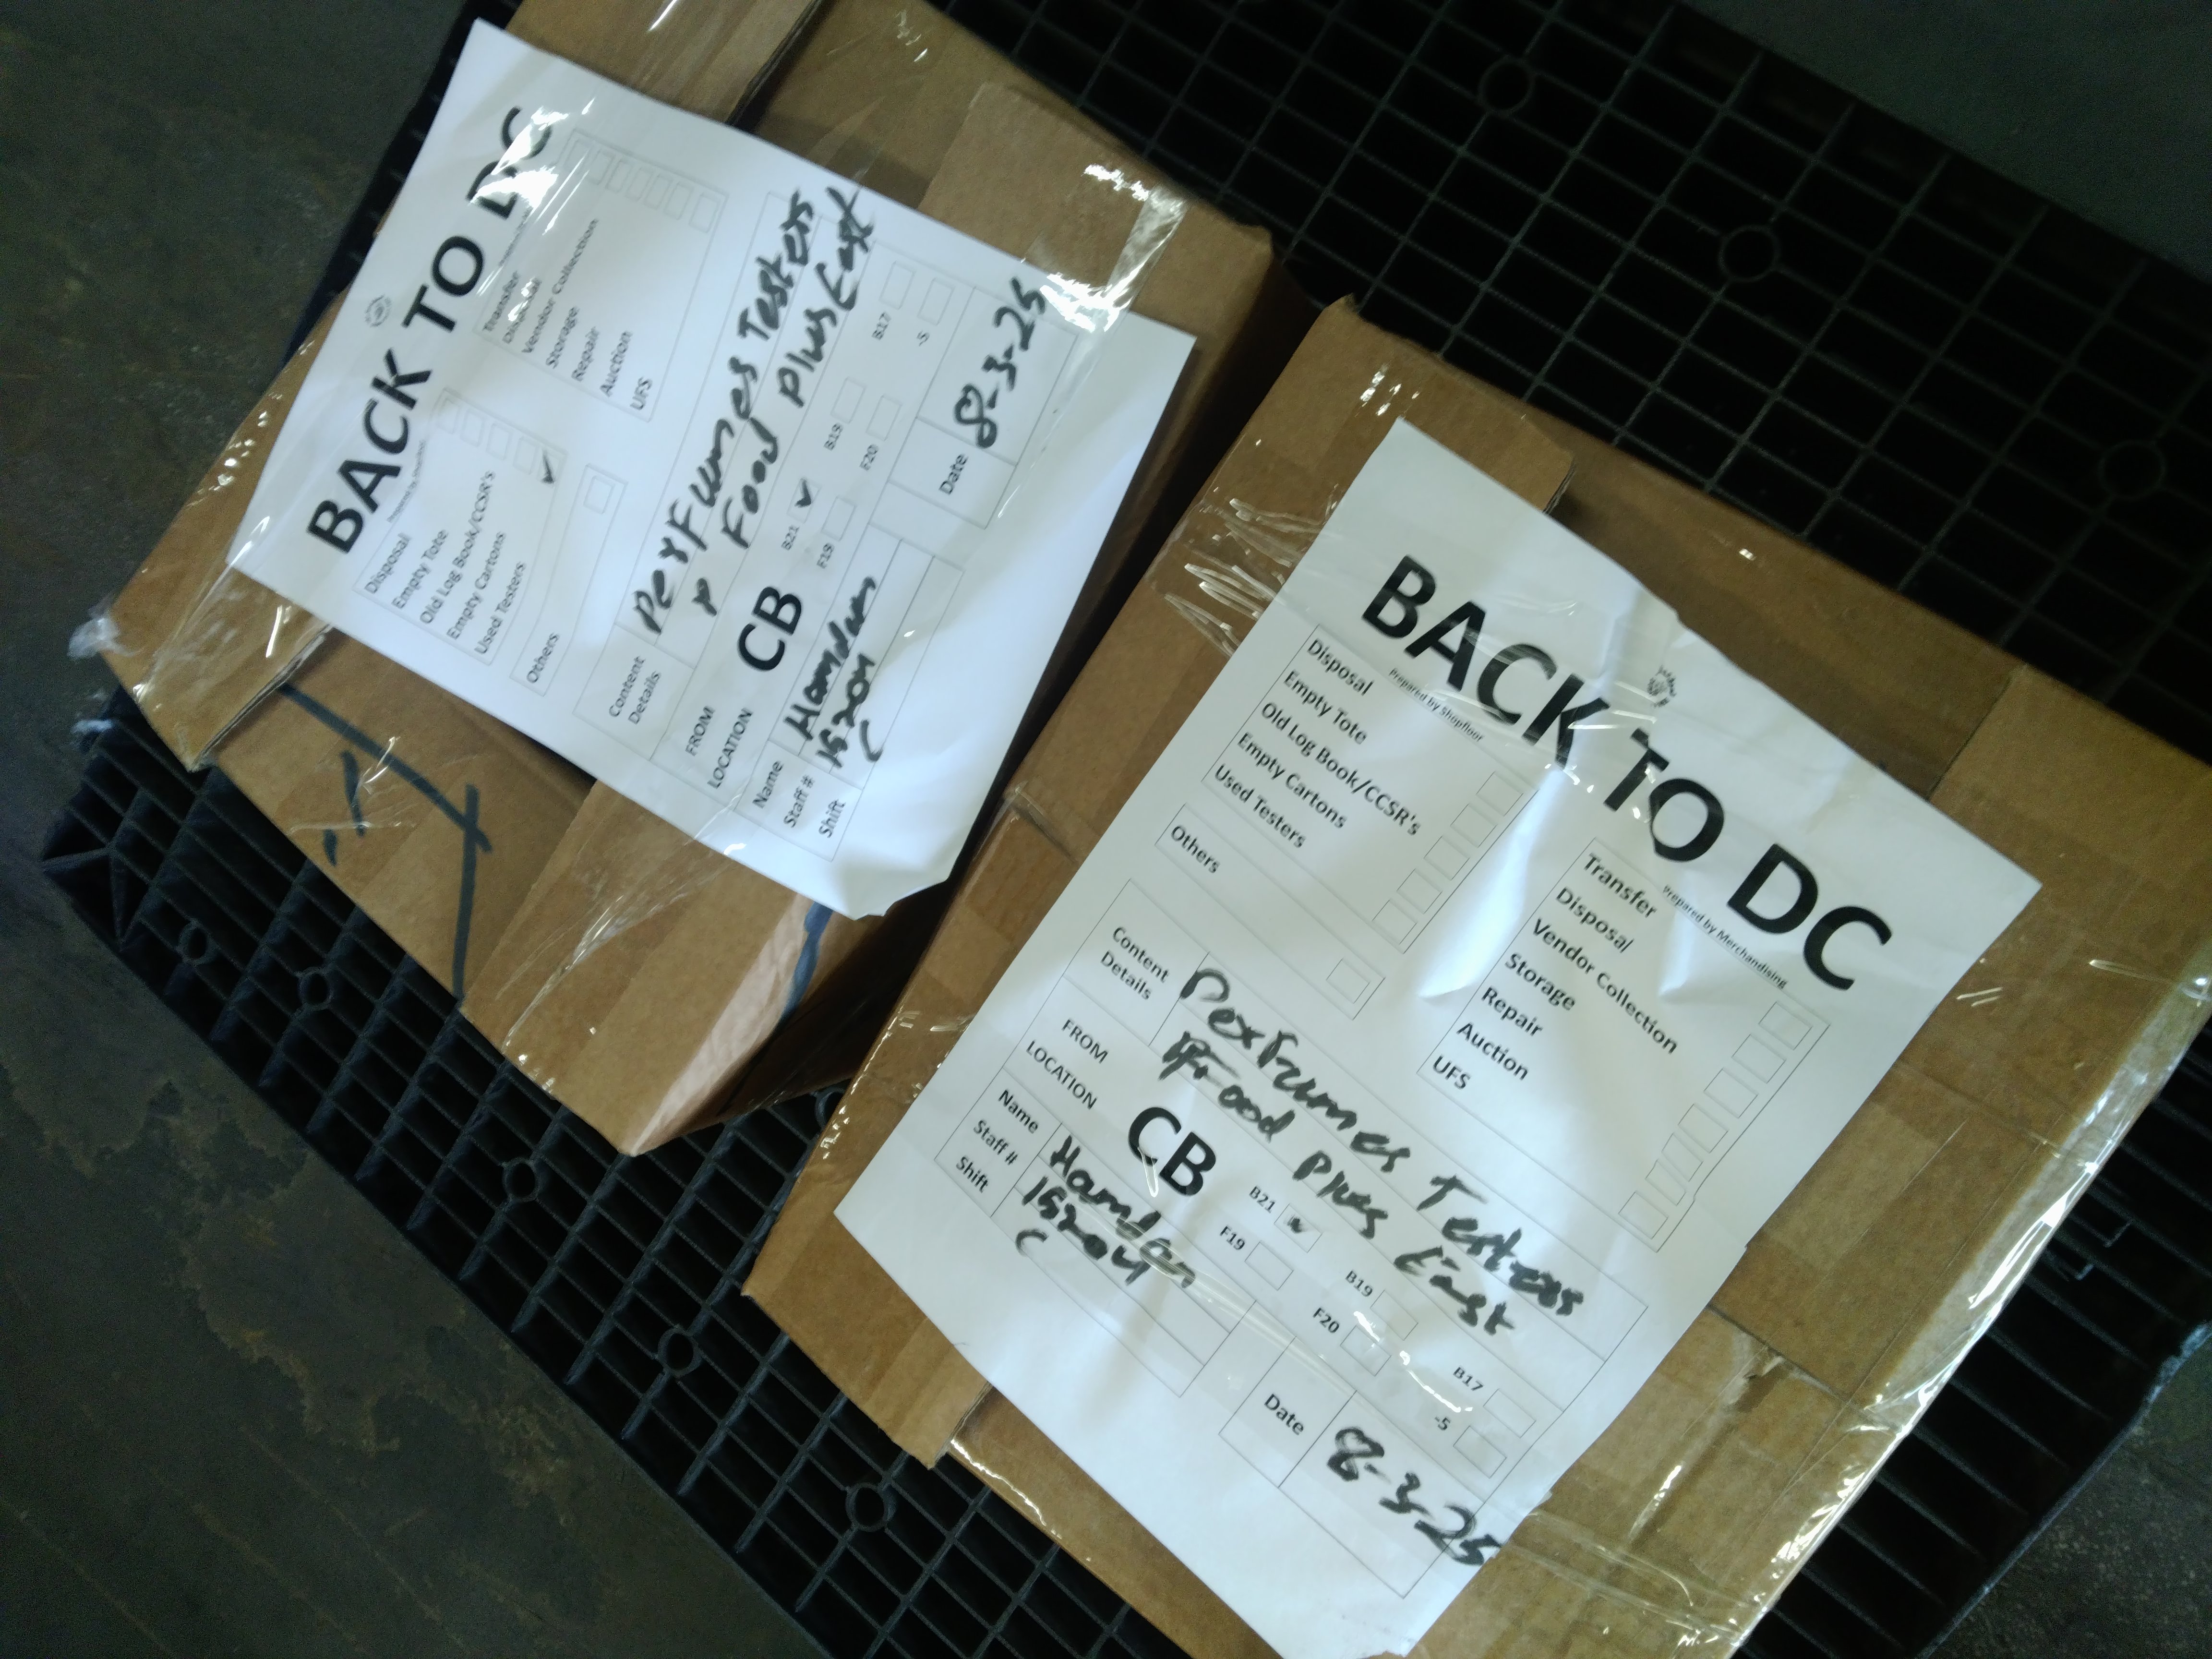 BACK TO DC
Prepared by Shopfloor
Disposal
Empty Tote
Old Log Book/CCSR's
Empty Cartons
Used Testers ✓
Others
Transfer
Disposal
Vendor Collection
Storage
Repair
Auction
UFS
Content Details
Perfumes Testers
Food plus East
FROM
LOCATION
CB
B21 ✓ B19 B17
F19 F20 -5
Name Hamdan
Staff #
Shift C
Date 8-3-25
BACK TO DC
Prepared by Shopfloor
Disposal
Empty Tote
Old Log Book/CCSR's
Empty Cartons
Used Testers
Others
Prepared by Merchandising
Transfer
Disposal
Vendor Collection
Storage
Repair
Auction
UFS
Content Details
Perfumes Testers
Food plus East
FROM
LOCATION
CB
B21 B19 B17
F19 F20 -5
Name Hamdan
Staff #
Shift C
Date 8-3-25